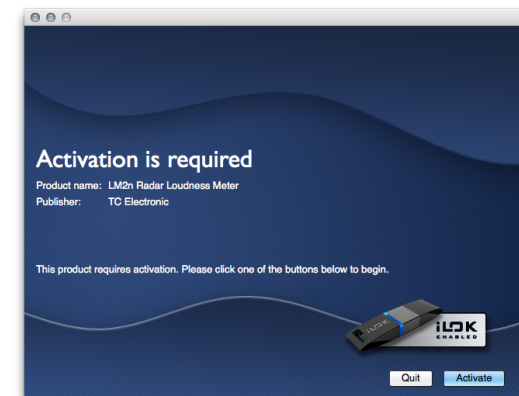 Activation is required
Product name: LM2n Radar Loudness Meter
Publisher: TC Electronic
This product requires activation. Please click one of the buttons below to begin.
iLOK
iLOK
ENABLED
Quit Activate